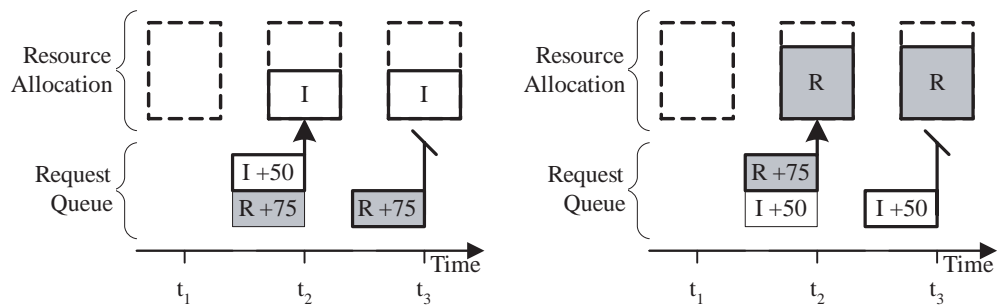 Resource
Allocation
I
I
Request
Queue
I +50
R +75
R +75
Time
t1
t2
t3
Resource
Allocation
R
R
Request
Queue
R +75
I +50
I +50
Time
t1
t2
t3